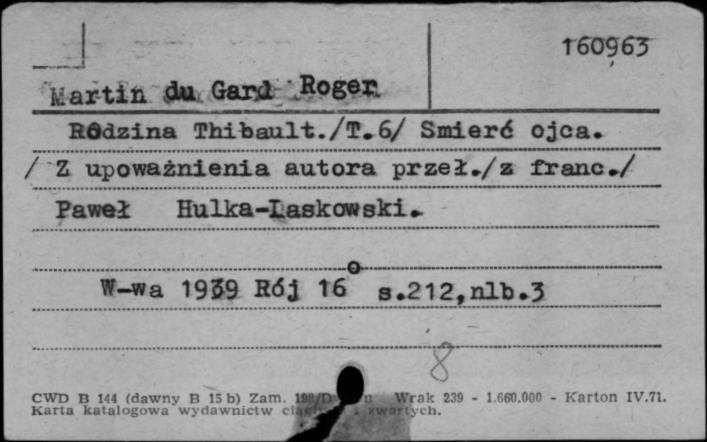 160963
Martin du Gard Roger
Rodzina Thibault./T.6/ Smierć ojca.
/ Z upoważnienia autora przeł./z franc./
Paweł Hulka-Laskowski.
W-wa 1939 Rój 16° s.212,nlb.3
8
CWD B 144 (dawny B 15 b) Zam. Wrak 239 - 1.660.000 - Karton IV.71.
Karta katalogowa wydawnictw i zwartych.